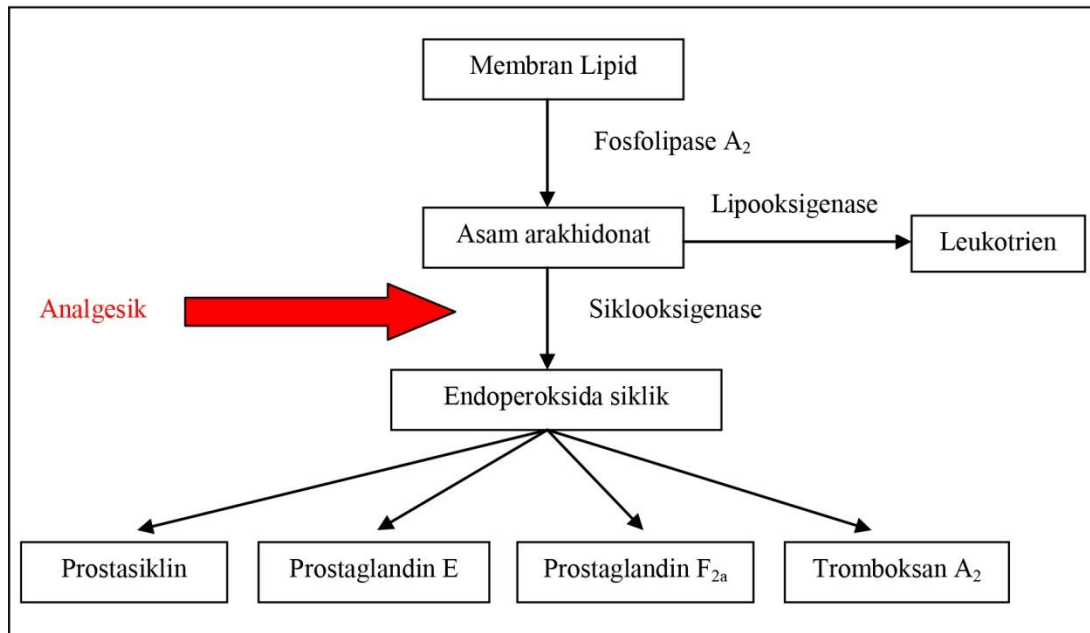 Membran Lipid
Fosfolipase A₂
Lipooksigenase
Asam arakhidonat
Leukotrien
Analgesik
Siklooksigenase
Endoperoksida siklik
Prostasiklin
Prostaglandin E
Prostaglandin F₂ₐ
Tromboksan A₂